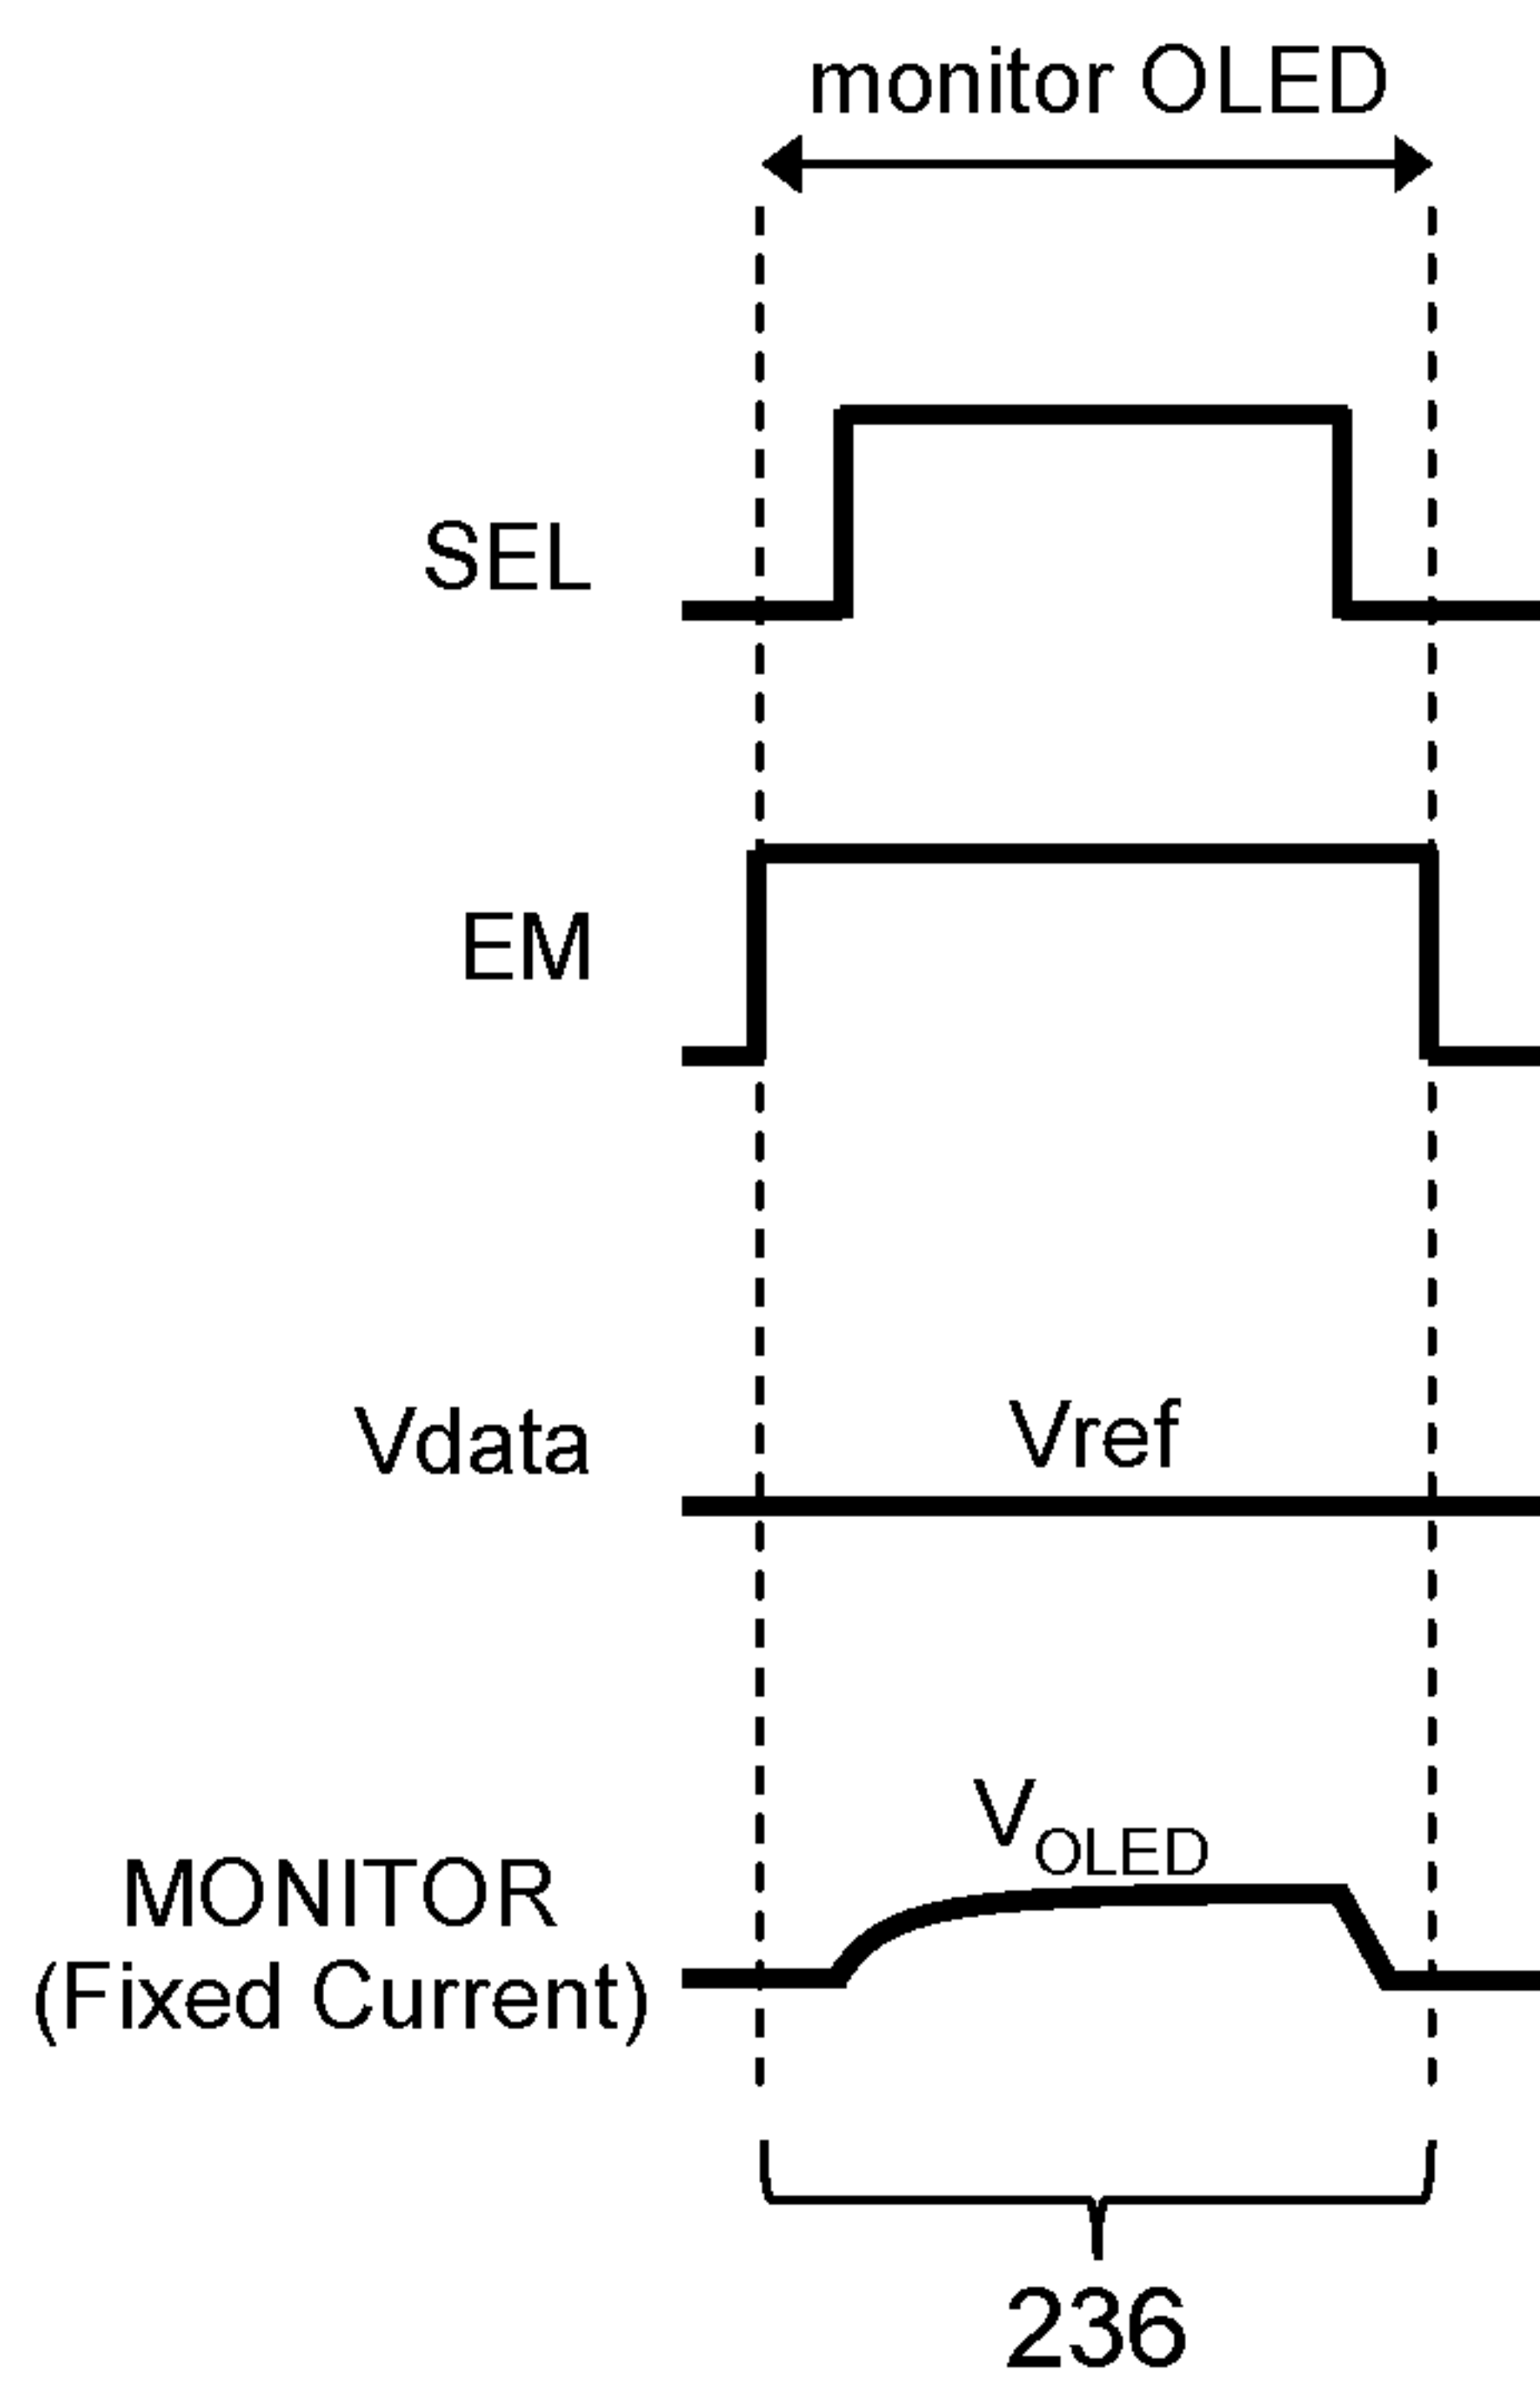 monitor OLED
SEL
EM
Vdata
Vref
VOLED
MONITOR
(Fixed Current)
236